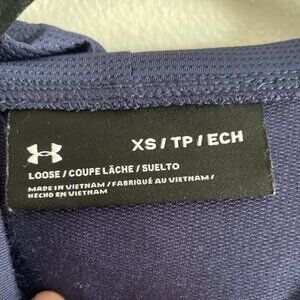 XS / TP / ECH
LOOSE / COUPE LÂCHE / SUELTO
MADE IN VIETNAM / FABRIQUÉ AU VIETNAM /
HECHO EN VIETNAM